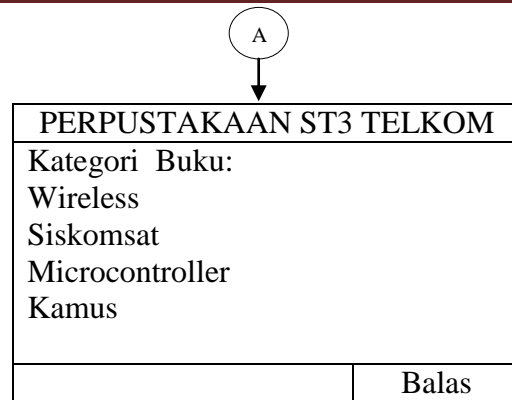 A
PERPUSTAKAAN ST3 TELKOM
Kategori Buku:
Wireless
Siskomsat
Microcontroller
Kamus
Balas